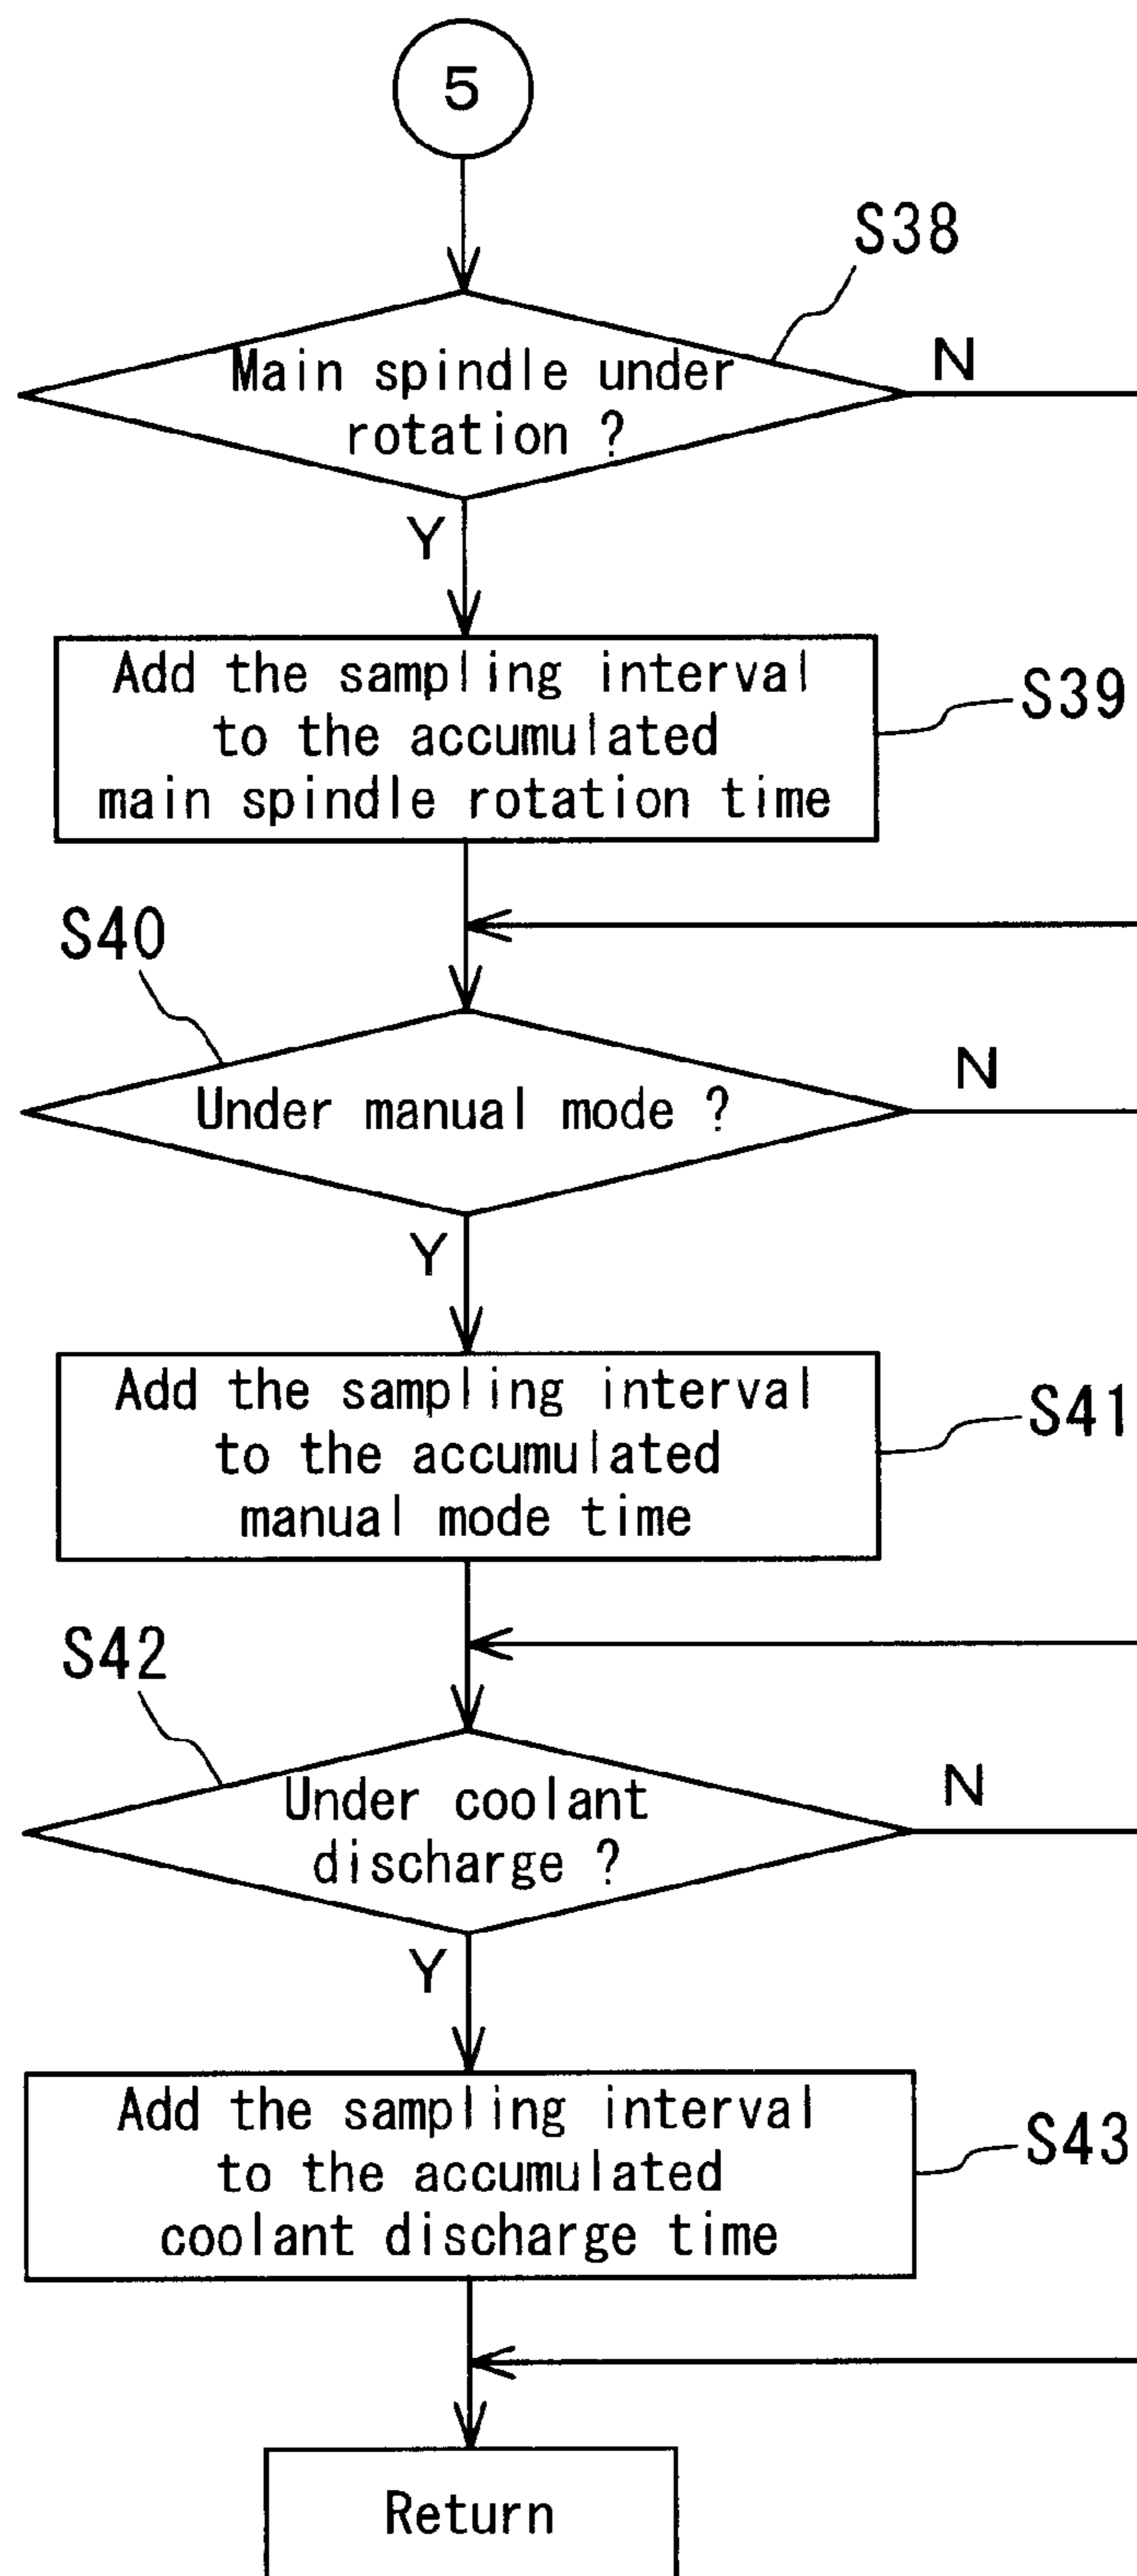 5
S38
Main spindle under
rotation ?
N
Y
Add the sampling interval
to the accumulated
main spindle rotation time
S39
S40
Under manual mode ?
N
Y
Add the sampling interval
to the accumulated
manual mode time
S41
S42
Under coolant
discharge ?
N
Y
Add the sampling interval
to the accumulated
coolant discharge time
S43
Return